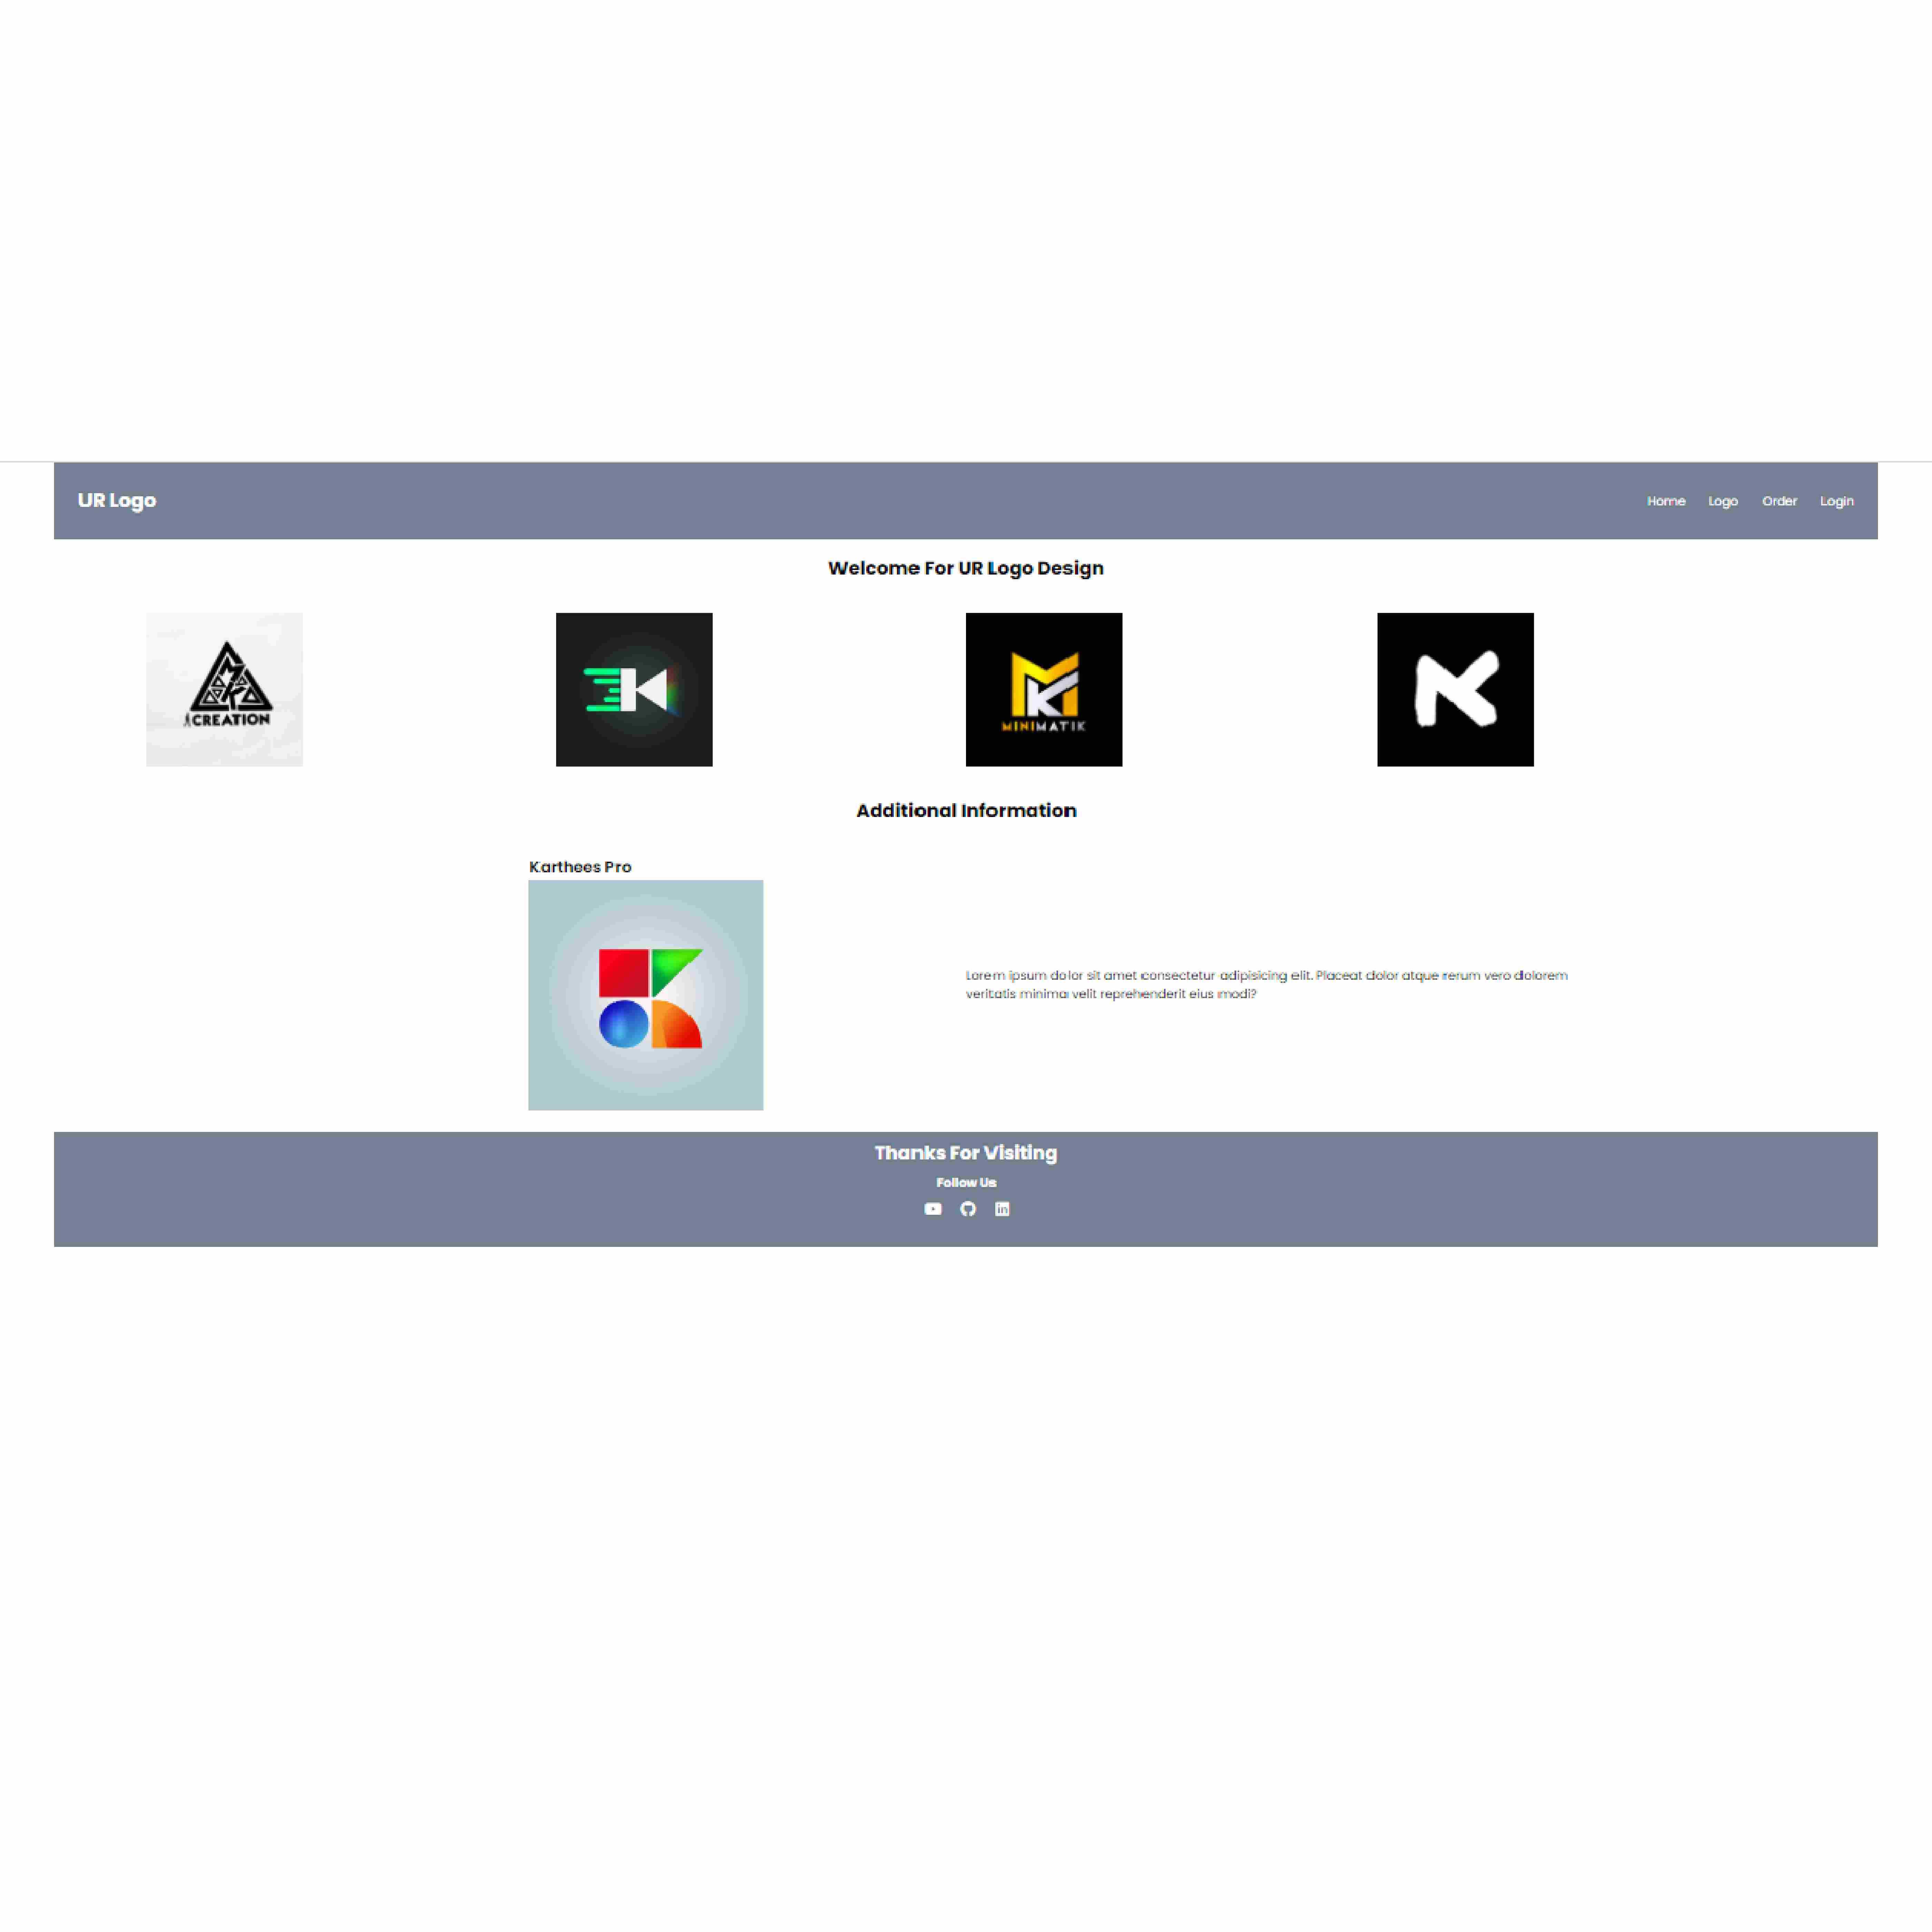 UR Logo
Home Logo Order Login
Welcome For UR Logo Design
CREATION
MINIMATIK
Additional Information
Karthees Pro
Lorem ipsum dolor sit amet consectetur adipisicing elit. Placeat dolor atque rerum vero dolorem
veritatis minima velit reprehenderit eius modi?
Thanks For Visiting
Follow Us